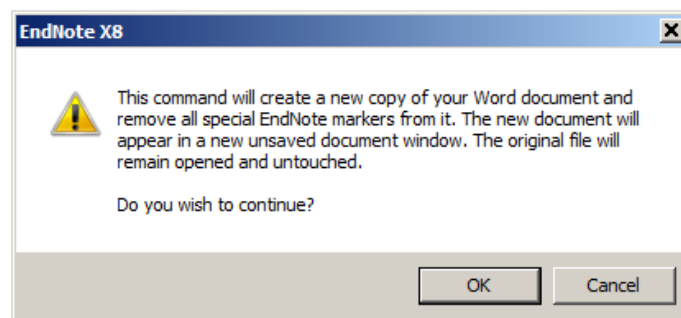 EndNote X8
This command will create a new copy of your Word document and
remove all special EndNote markers from it. The new document will
appear in a new unsaved document window. The original file will
remain opened and untouched.
Do you wish to continue?
OK
Cancel